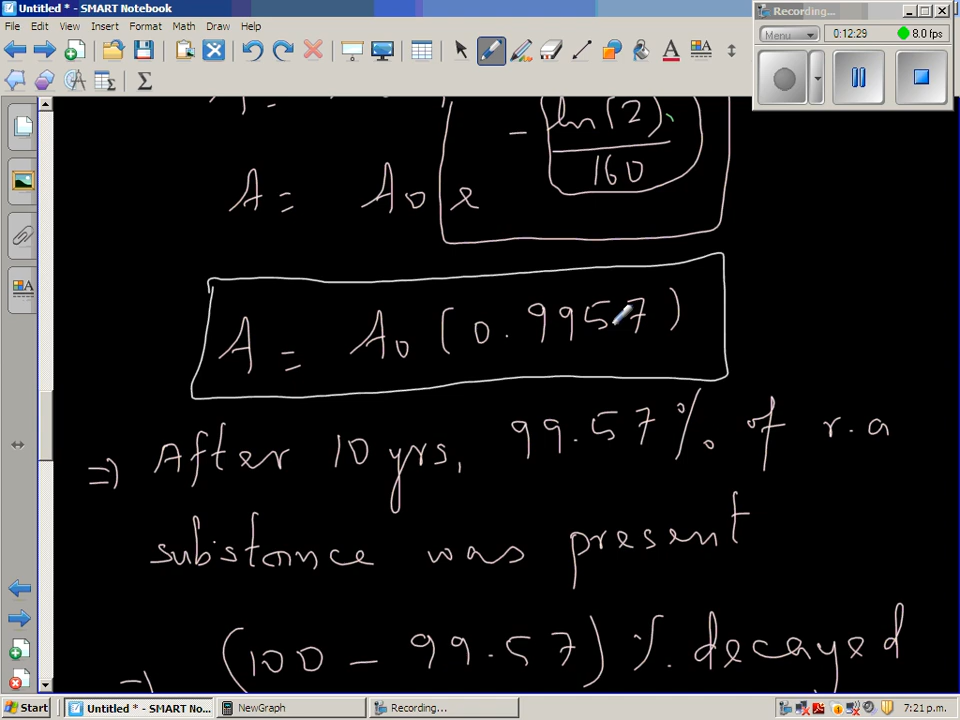 Untitled * - SMART Notebook
File Edit View Insert Format Math Draw Help
Recording...
Menu 0:12:29 8.0 fps
- ln(2)
160
A = A₀ e
A = A₀ (0.9957)
⇒ After 10 yrs, 99.57% of r.a
substance was present
⇒ (100 - 99.57)% decayed
Start Untitled * - SMART No... NewGraph Recording... 7:21 p.m.